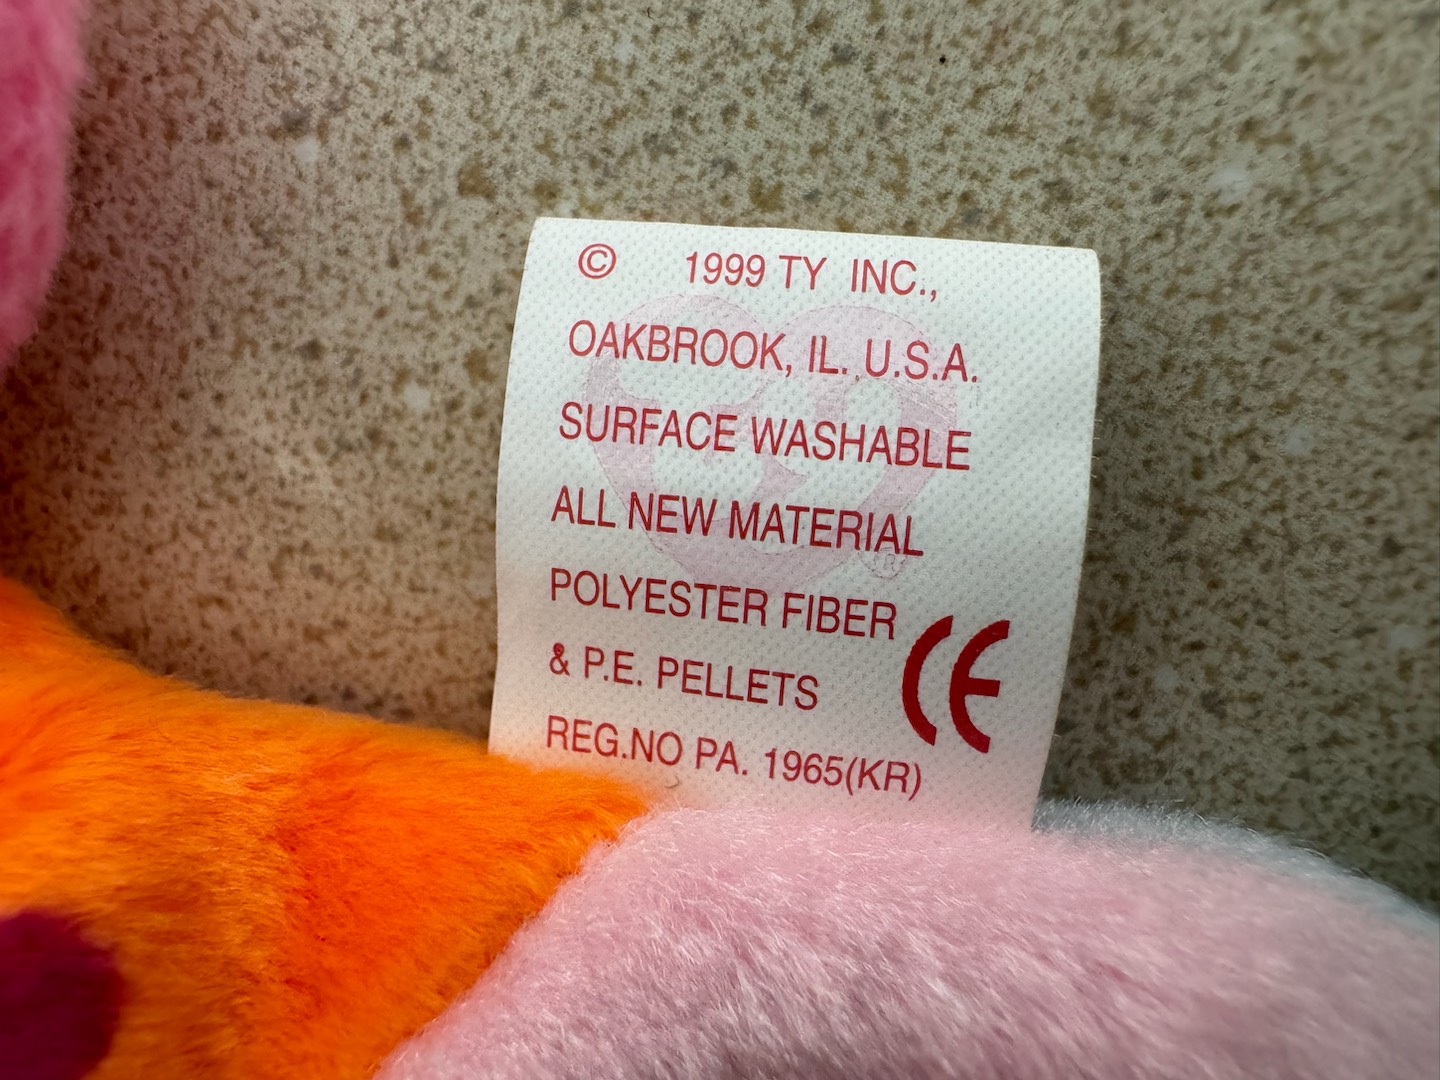 © 1999 TY INC.,
OAKBROOK, IL. U.S.A.
SURFACE WASHABLE
ALL NEW MATERIAL
POLYESTER FIBER
& P.E. PELLETS
CE
REG.NO PA. 1965(KR)